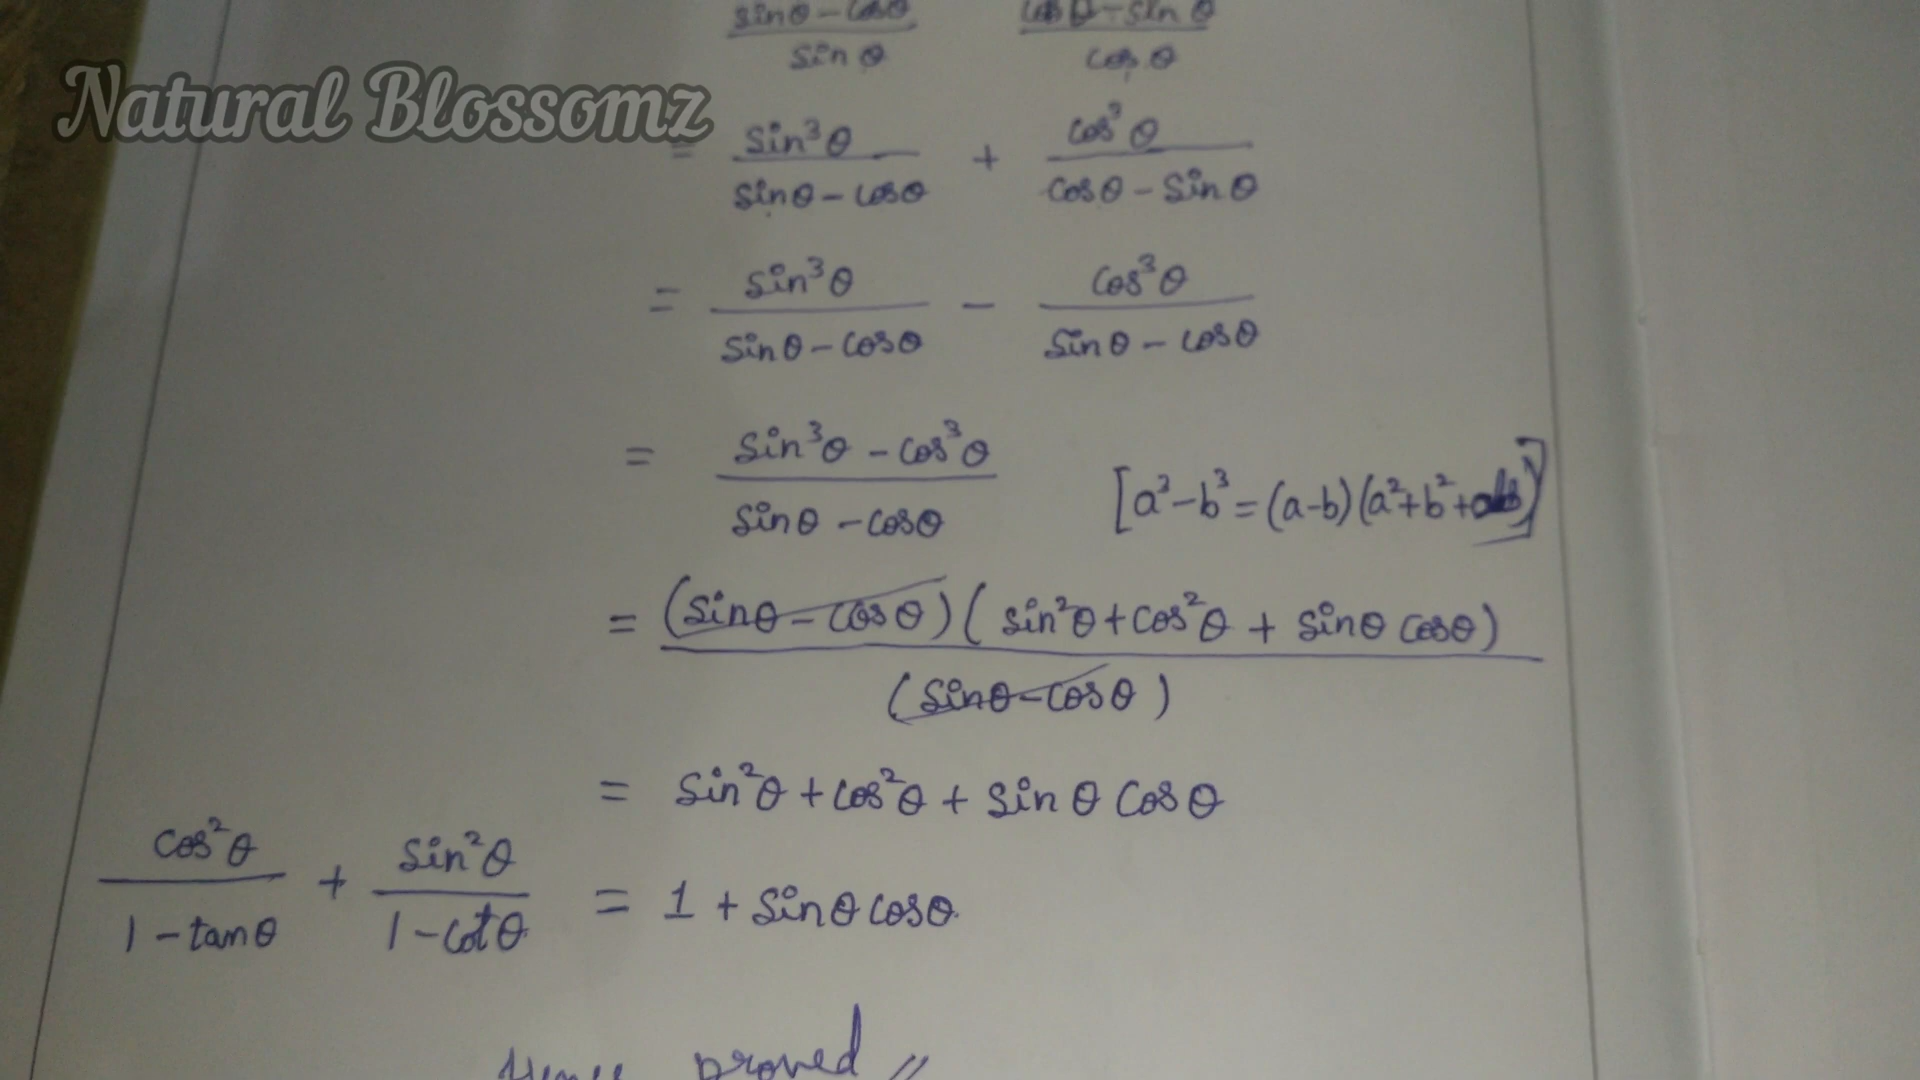 sinθ-cosθ / sinθ   cosθ-sinθ / cosθ
Natural Blossomz
= sin³θ / sinθ-cosθ + cos³θ / cosθ-sinθ
= sin³θ / sinθ-cosθ - cos³θ / sinθ-cosθ
= sin³θ-cos³θ / sinθ-cosθ   [a³-b³=(a-b)(a²+b²+ab)]
= (sinθ-cosθ)(sin²θ+cos²θ+sinθ cosθ) / (sinθ-cosθ)
= sin²θ+cos²θ+sinθ cosθ
cos²θ / 1-tanθ + sin²θ / 1-cotθ = 1+sinθcosθ.
Hence proved //